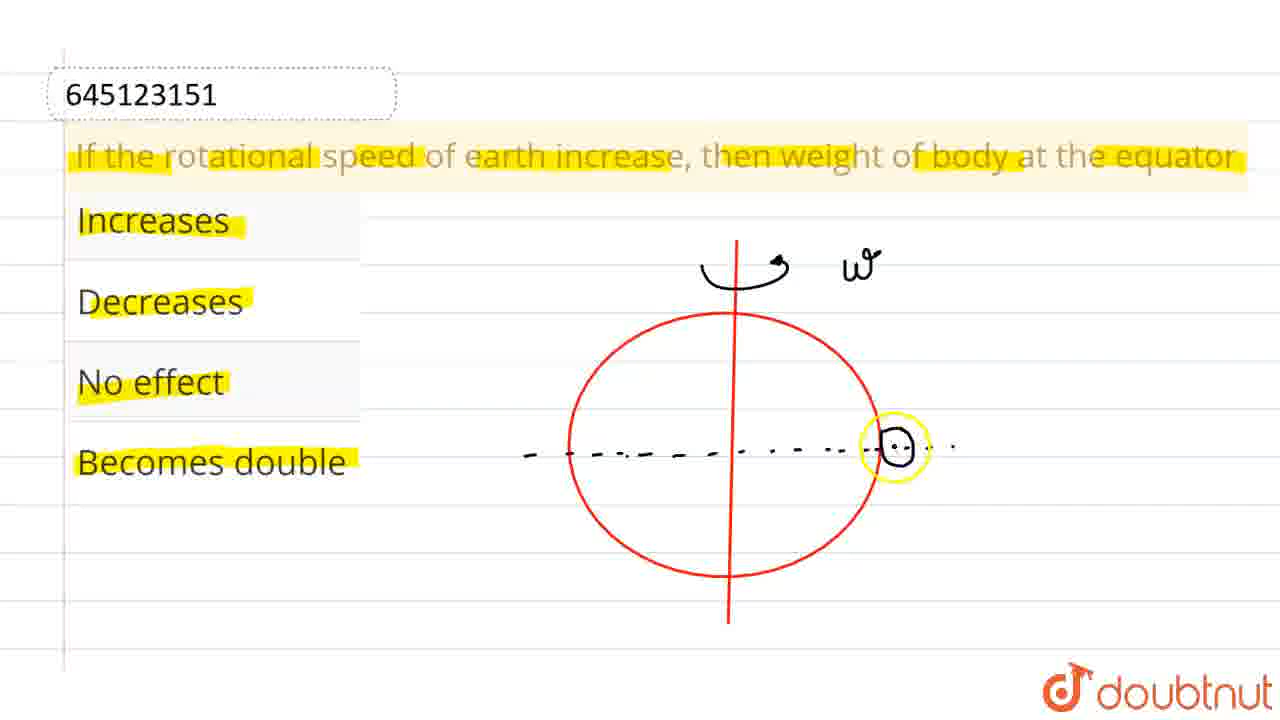 645123151
If the rotational speed of earth increase, then weight of body at the equator
Increases
ω
Decreases
No effect
Becomes double
doubtnut